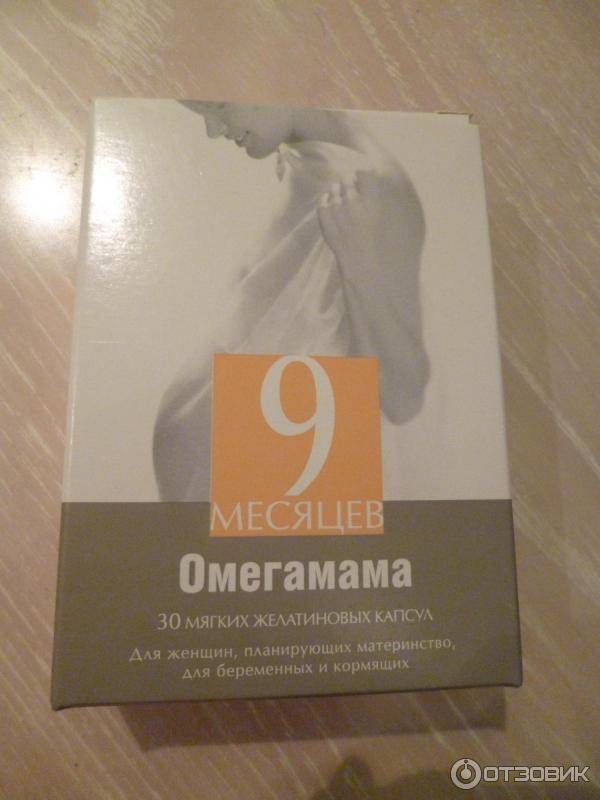 9
МЕСЯЦЕВ
Омегамама
30 МЯГКИХ ЖЕЛАТИНОВЫХ КАПСУЛ
Для женщин, планирующих материнство,
для беременных и кормящих
ОТЗОВИК